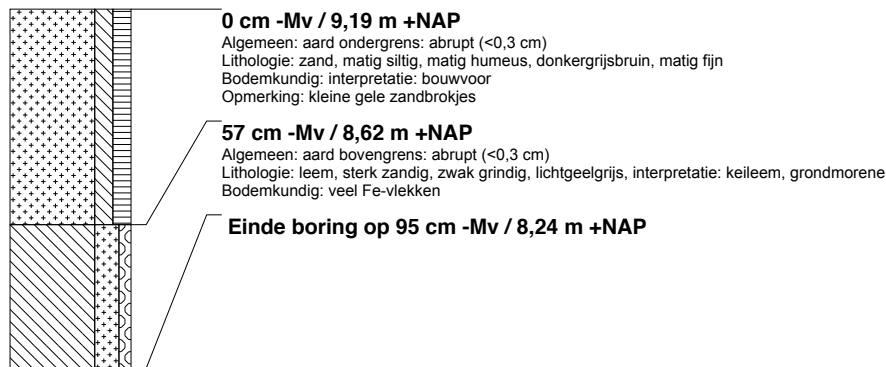 0 cm -Mv / 9,19 m +NAP
Algemeen: aard ondergrens: abrupt (<0,3 cm)
Lithologie: zand, matig siltig, matig humeus, donkergrijsbruin, matig fijn
Bodemkundig: interpretatie: bouwvoor
Opmerking: kleine gele zandbrokjes
57 cm -Mv / 8,62 m +NAP
Algemeen: aard bovengrens: abrupt (<0,3 cm)
Lithologie: leem, sterk zandig, zwak grindig, lichtgeelgrijs, interpretatie: keileem, grondmorene
Bodemkundig: veel Fe-vlekken
Einde boring op 95 cm -Mv / 8,24 m +NAP